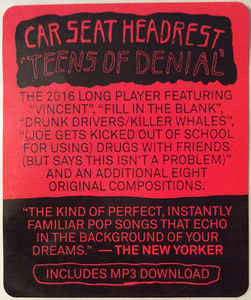 CAR SEAT HEADREST
"TEENS OF DENIAL"
THE 2016 LONG PLAYER FEATURING
"VINCENT", "FILL IN THE BLANK",
"DRUNK DRIVERS/KILLER WHALES",
"(JOE GETS KICKED OUT OF SCHOOL
FOR USING) DRUGS WITH FRIENDS
(BUT SAYS THIS ISN'T A PROBLEM)"
AND AN ADDITIONAL EIGHT
ORIGINAL COMPOSITIONS.
"THE KIND OF PERFECT, INSTANTLY
FAMILIAR POP SONGS THAT ECHO
IN THE BACKGROUND OF YOUR
DREAMS." — THE NEW YORKER
INCLUDES MP3 DOWNLOAD